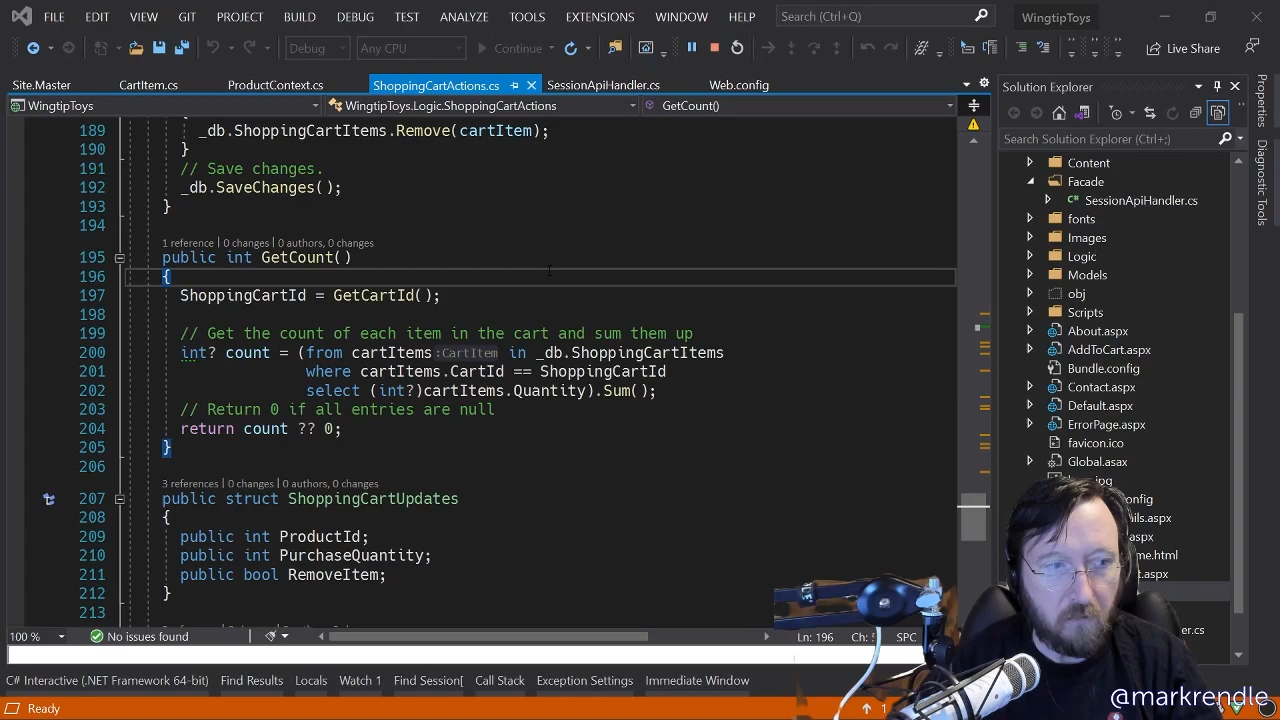 FILE EDIT VIEW GIT PROJECT BUILD DEBUG TEST ANALYZE TOOLS EXTENSIONS WINDOW HELP Search (Ctrl+Q) WingtipToys
Debug Any CPU Continue Live Share
Site.Master CartItem.cs ProductContext.cs ShoppingCartActions.cs SessionApiHandler.cs Web.config
WingtipToys WingtipToys.Logic.ShoppingCartActions GetCount()
189 _db.ShoppingCartItems.Remove(cartItem);
190 }
191 // Save changes.
192 _db.SaveChanges();
193 }
194
1 reference | 0 changes | 0 authors, 0 changes
195 public int GetCount()
196 {
197 ShoppingCartId = GetCartId();
198
199 // Get the count of each item in the cart and sum them up
200 int? count = (from cartItems :CartItem in _db.ShoppingCartItems
201 where cartItems.CartId == ShoppingCartId
202 select (int?)cartItems.Quantity).Sum();
203 // Return 0 if all entries are null
204 return count ?? 0;
205 }
206
3 references | 0 changes | 0 authors, 0 changes
207 public struct ShoppingCartUpdates
208 {
209 public int ProductId;
210 public int PurchaseQuantity;
211 public bool RemoveItem;
212 }
213
100 % No issues found Ln: 196 Ch: SPC
C# Interactive (.NET Framework 64-bit) Find Results Locals Watch 1 Find Session[ Call Stack Exception Settings Immediate Window
Ready 1
Solution Explorer
Search Solution Explorer (Ctrl+;)
Content
Facade
SessionApiHandler.cs
fonts
Images
Logic
Models
obj
Scripts
About.aspx
AddToCart.aspx
Bundle.config
Contact.aspx
Default.aspx
ErrorPage.aspx
favicon.ico
Global.asax
Properties
Diagnostic Tools
@markrendle